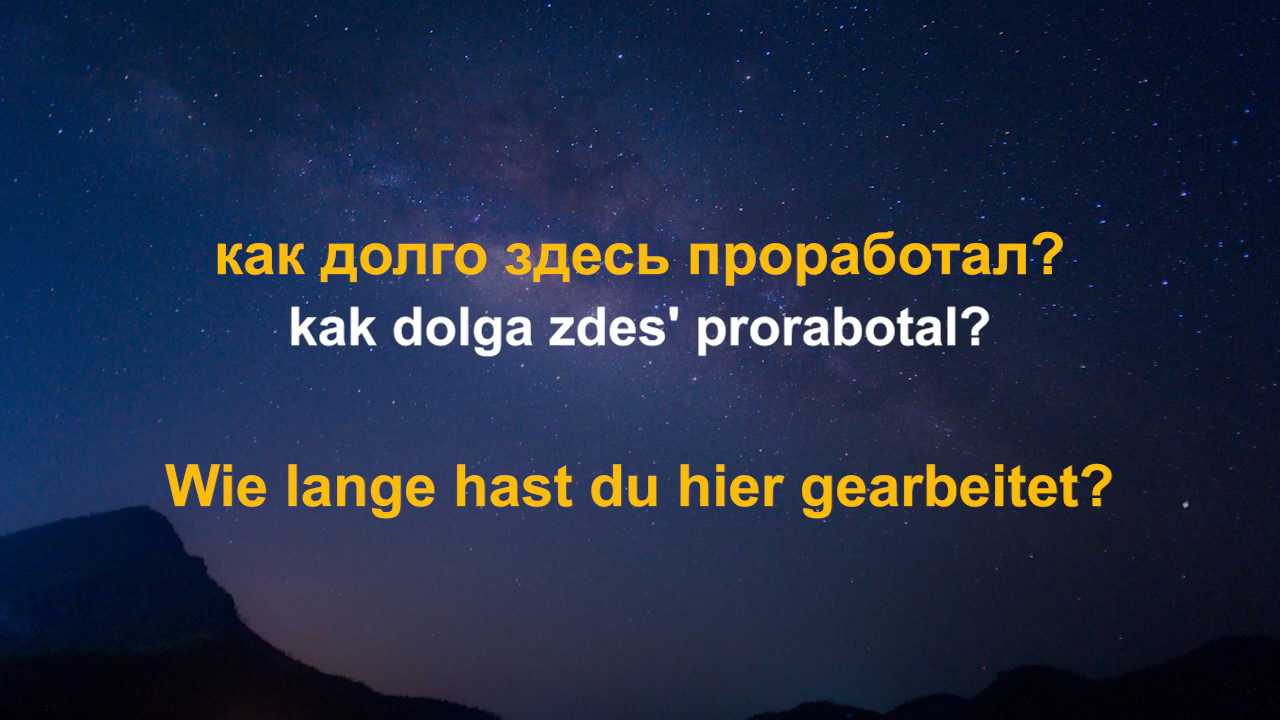 как долго здесь проработал?
kak dolga zdes' prorabotal?
Wie lange hast du hier gearbeitet?